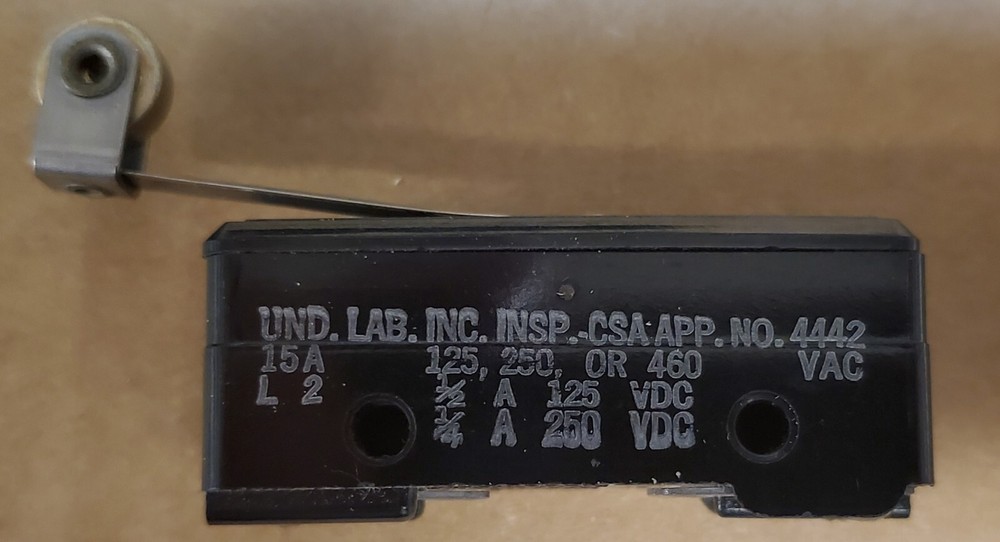 UND. LAB. INC. INSP.-CSA APP. NO. 4442
15A 125, 250, OR 460 VAC
L 2 ½ A 125 VDC
¼ A 250 VDC